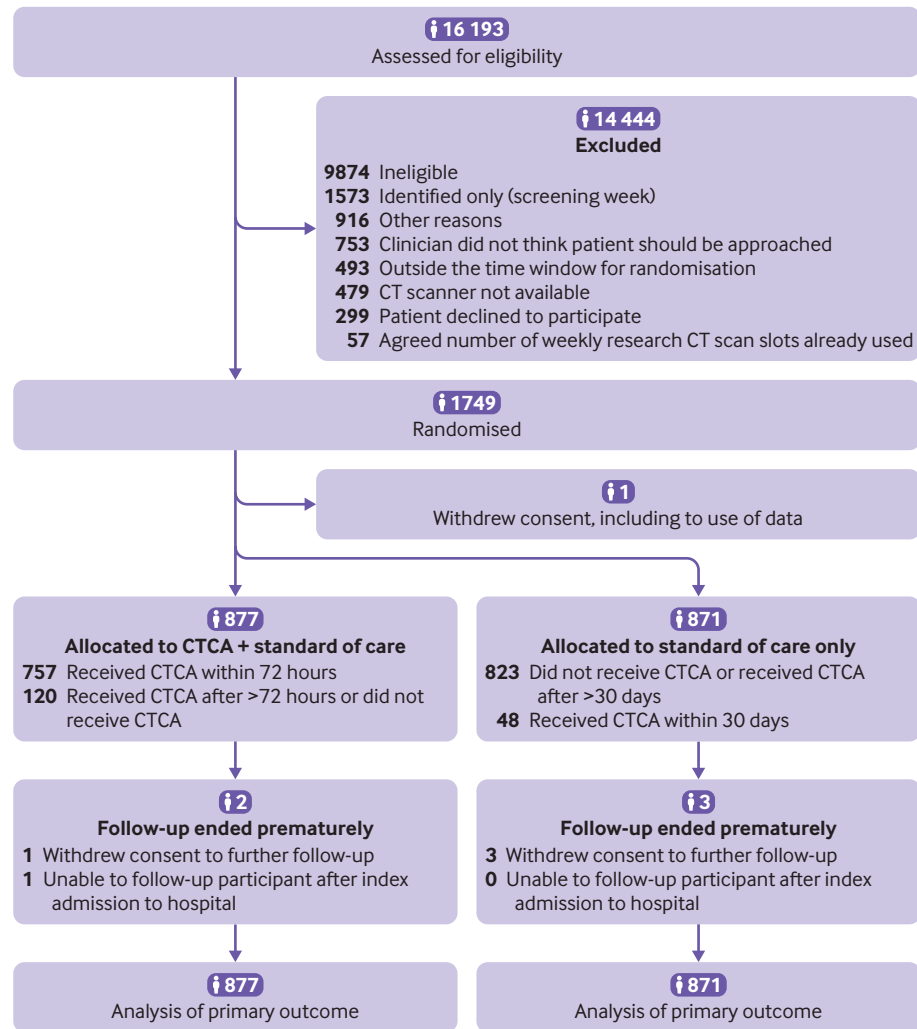 16 193
Assessed for eligibility
14 444
Excluded
9874 Ineligible
1573 Identified only (screening week)
916 Other reasons
753 Clinician did not think patient should be approached
493 Outside the time window for randomisation
479 CT scanner not available
299 Patient declined to participate
57 Agreed number of weekly research CT scan slots already used
1749
Randomised
1
Withdrew consent, including to use of data
877
Allocated to CTCA + standard of care
757 Received CTCA within 72 hours
120 Received CTCA after >72 hours or did not
receive CTCA
871
Allocated to standard of care only
823 Did not receive CTCA or received CTCA
after >30 days
48 Received CTCA within 30 days
2
Follow-up ended prematurely
1 Withdrew consent to further follow-up
1 Unable to follow-up participant after index
admission to hospital
3
Follow-up ended prematurely
3 Withdrew consent to further follow-up
0 Unable to follow-up participant after index
admission to hospital
877
Analysis of primary outcome
871
Analysis of primary outcome